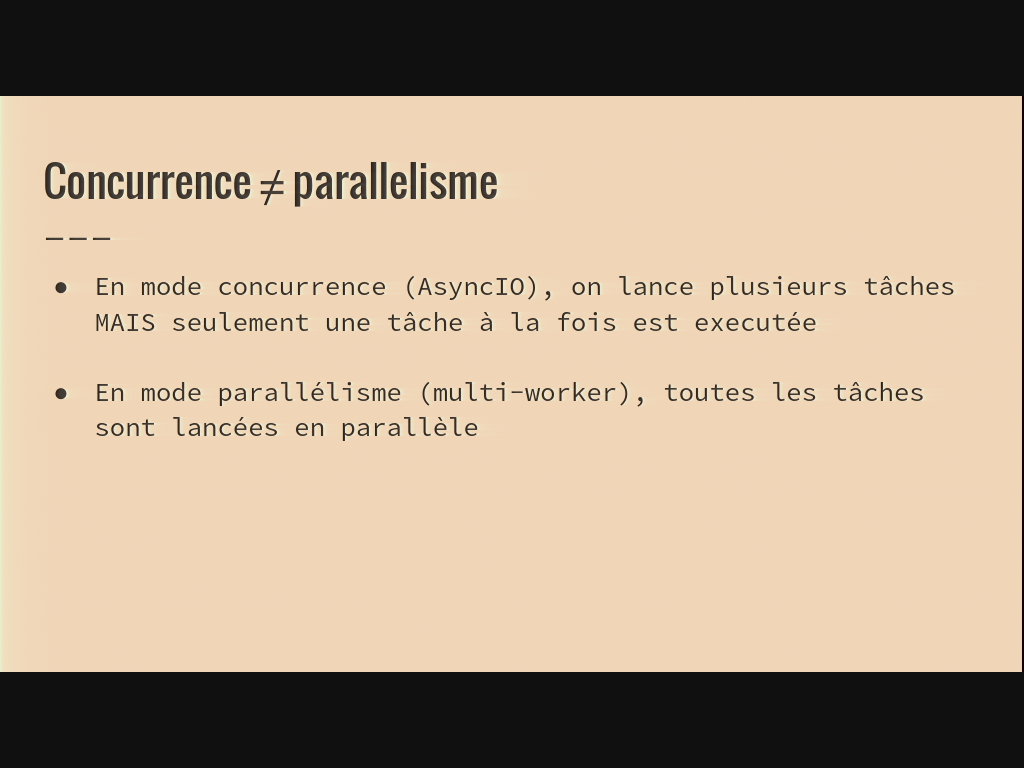 Concurrence ≠ parallelisme
● En mode concurrence (AsyncIO), on lance plusieurs tâches
MAIS seulement une tâche à la fois est executée
● En mode parallélisme (multi-worker), toutes les tâches
sont lancées en parallèle